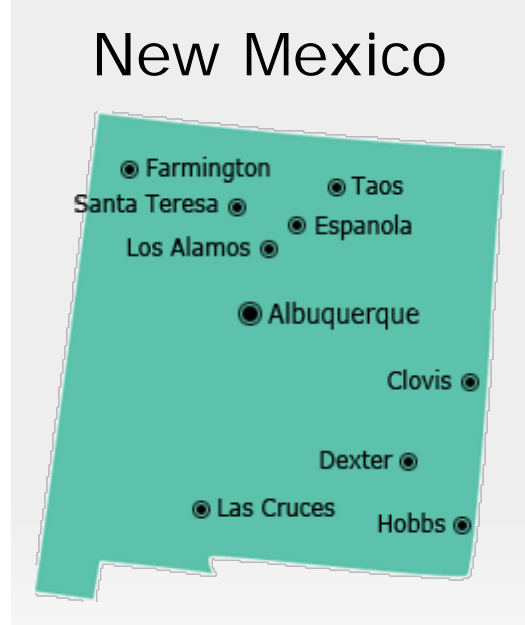 New Mexico
Farmington
Taos
Santa Teresa
Espanola
Los Alamos
Albuquerque
Clovis
Dexter
Las Cruces
Hobbs